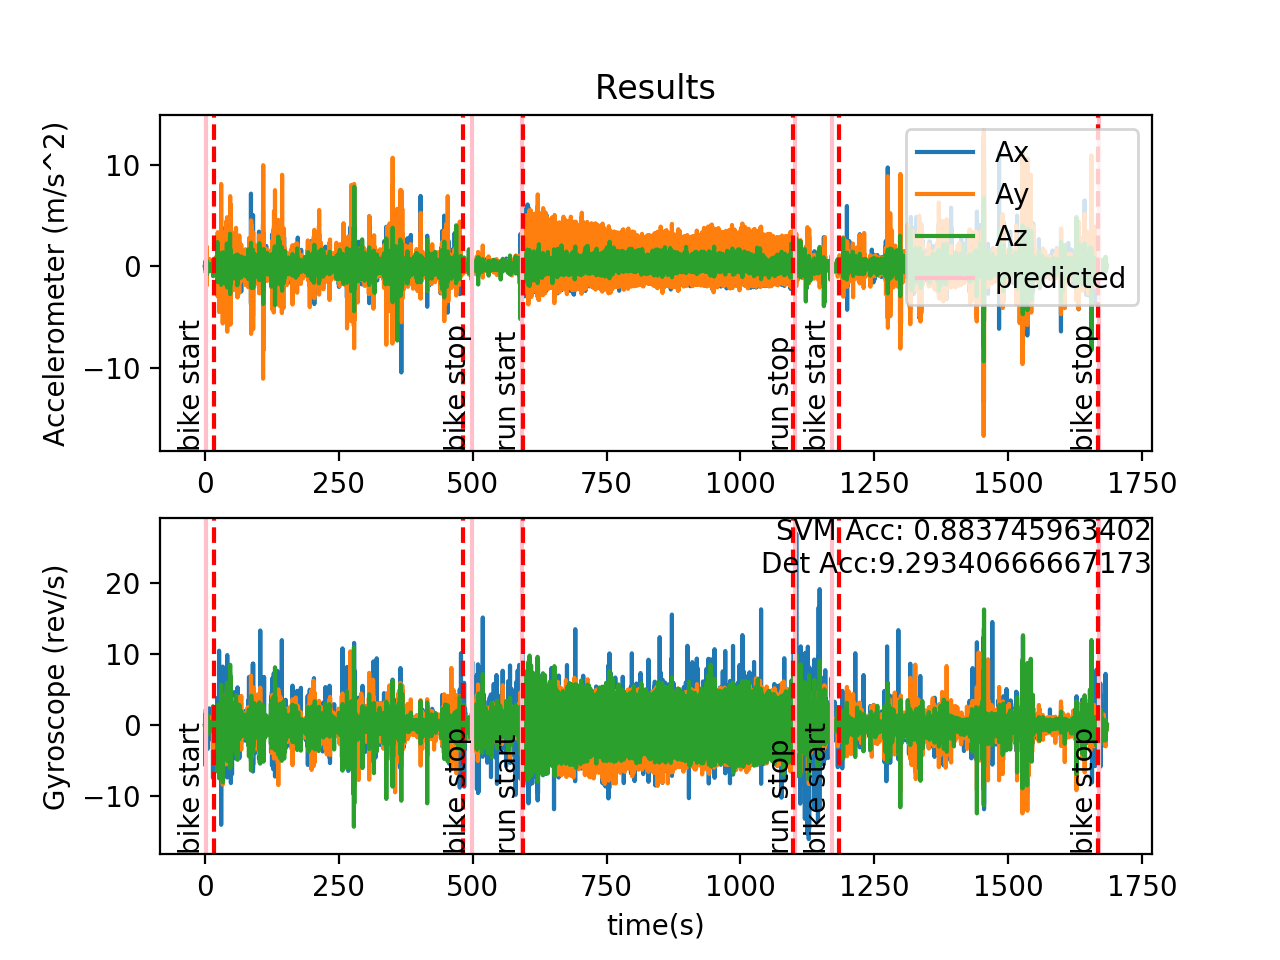 Results
Accelerometer (m/s^2)
10
0
−10
Ax
Ay
Az
predicted
bike start
bike stop
run start
run stop
bike start
bike stop
0
250
500
750
1000
1250
1500
1750
SVM Acc: 0.883745963402
Det Acc:9.29340666667173
Gyroscope (rev/s)
20
10
0
−10
bike start
bike stop
run start
run stop
bike start
bike stop
0
250
500
750
1000
1250
1500
1750
time(s)